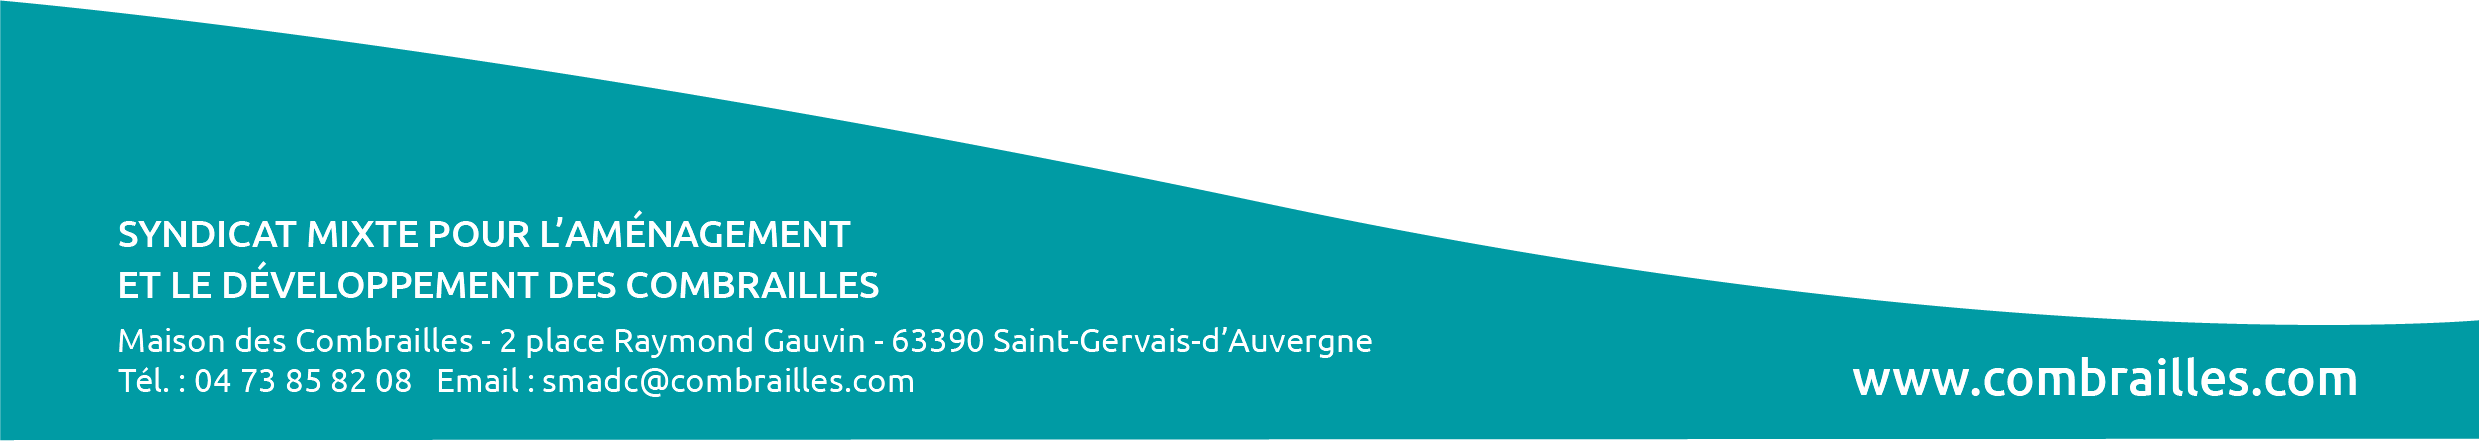 SYNDICAT MIXTE POUR L’AMÉNAGEMENT
ET LE DÉVELOPPEMENT DES COMBRAILLES
Maison des Combrailles - 2 place Raymond Gauvin - 63390 Saint-Gervais-d’Auvergne
Tél. : 04 73 85 82 08 Email : smadc@combrailles.com
www.combrailles.com